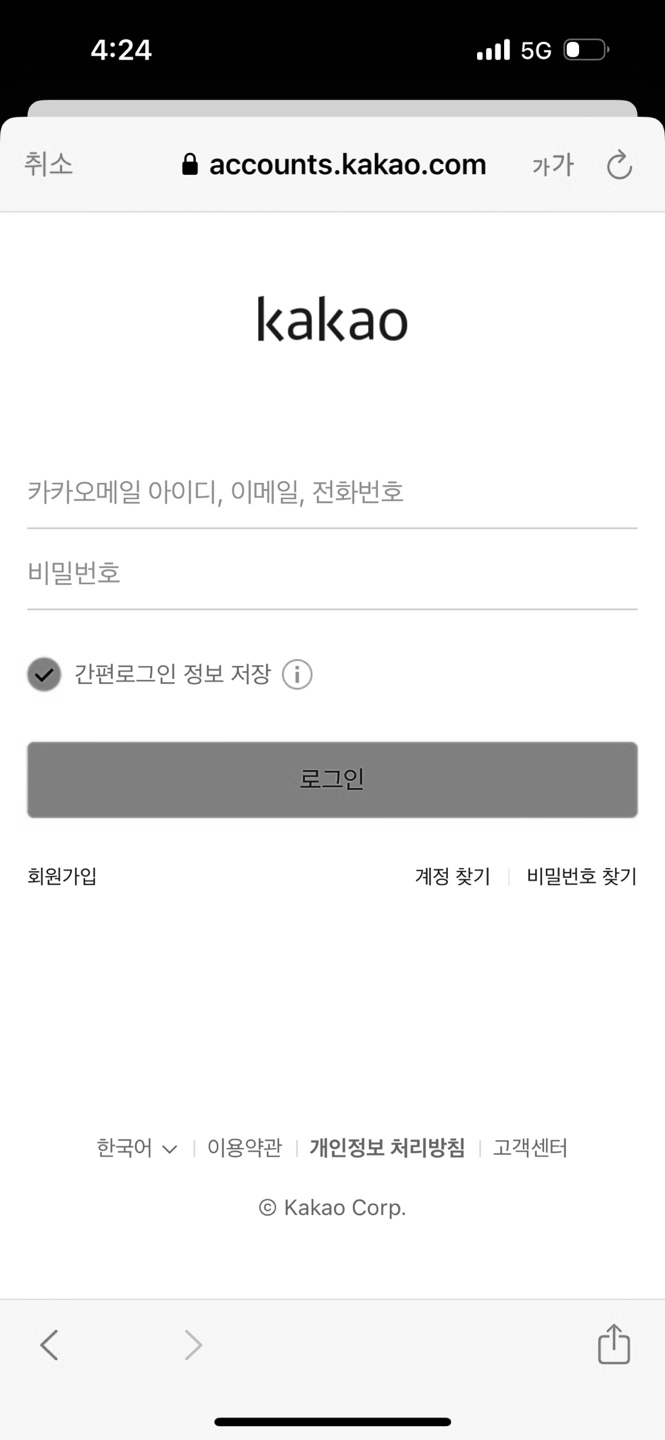 4:24 5G
취소 accounts.kakao.com 가가
kakao
카카오메일 아이디, 이메일, 전화번호
비밀번호
간편로그인 정보 저장 i
로그인
회원가입 계정 찾기 | 비밀번호 찾기
한국어 | 이용약관 | 개인정보 처리방침 | 고객센터
© Kakao Corp.